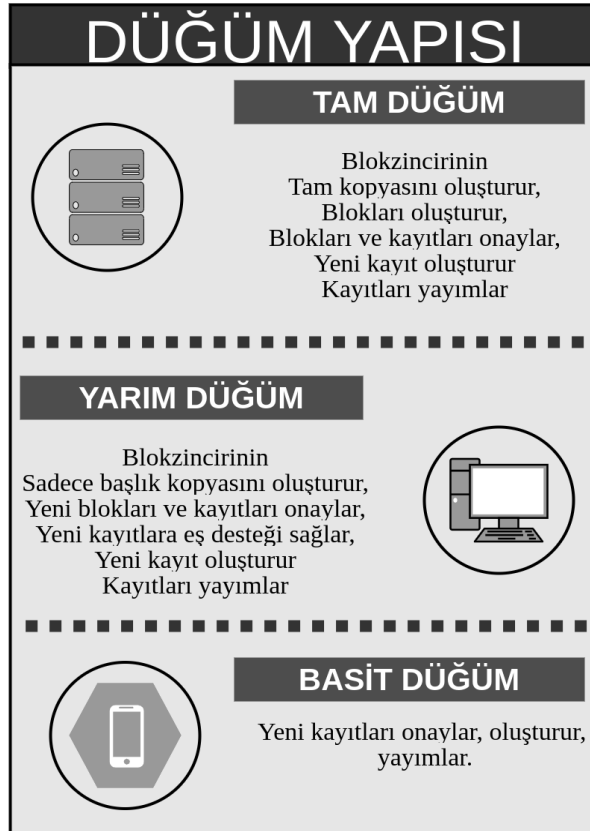 DÜĞÜM YAPISI
TAM DÜĞÜM
Blokzincirinin
Tam kopyasını oluşturur,
Blokları oluşturur,
Blokları ve kayıtları onaylar,
Yeni kayıt oluşturur
Kayıtları yayımlar
YARIM DÜĞÜM
Blokzincirinin
Sadece başlık kopyasını oluşturur,
Yeni blokları ve kayıtları onaylar,
Yeni kayıtlara eş desteği sağlar,
Yeni kayıt oluşturur
Kayıtları yayımlar
BASİT DÜĞÜM
Yeni kayıtları onaylar, oluşturur,
yayımlar.